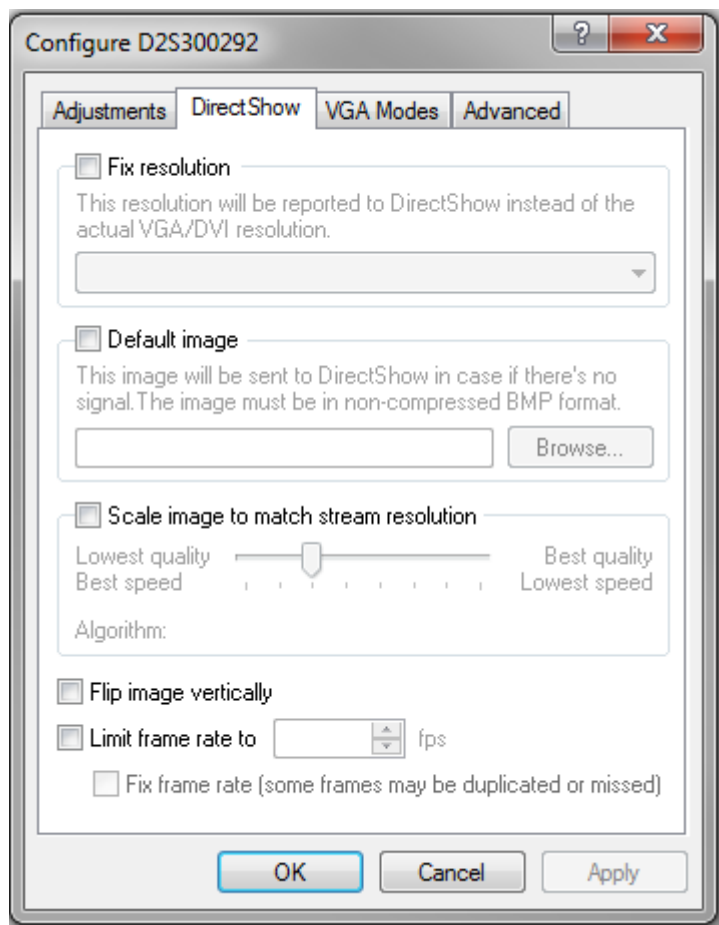 Configure D2S300292
?
Adjustments DirectShow VGA Modes Advanced
Fix resolution
This resolution will be reported to DirectShow instead of the
actual VGA/DVI resolution.
Default image
This image will be sent to DirectShow in case if there's no
signal.The image must be in non-compressed BMP format.
Browse...
Scale image to match stream resolution
Lowest quality Best quality
Best speed Lowest speed
Algorithm:
Flip image vertically
Limit frame rate to fps
Fix frame rate (some frames may be duplicated or missed)
OK Cancel Apply